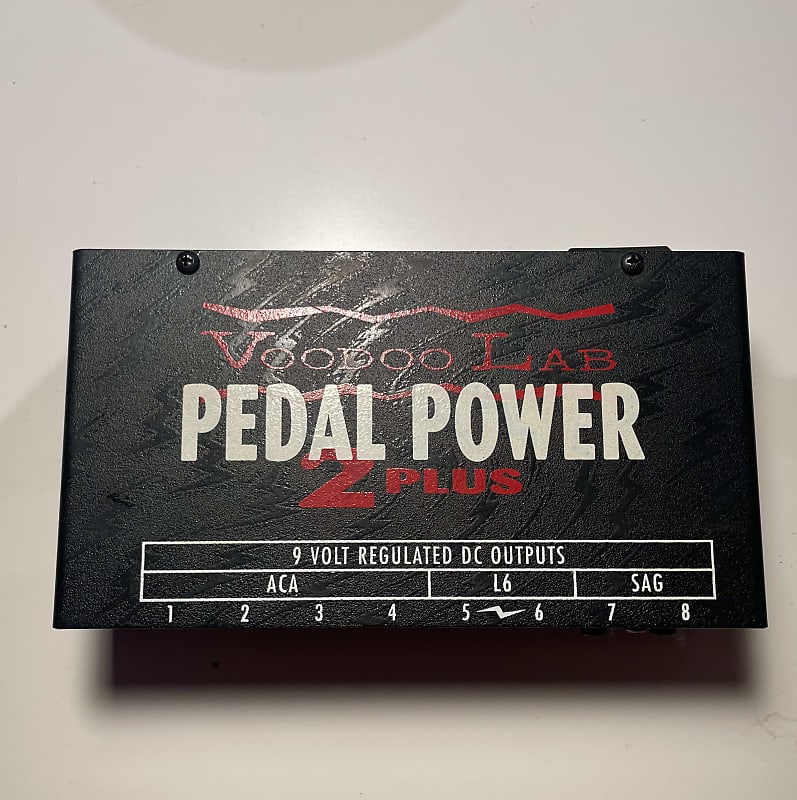 VOODOO LAB
PEDAL POWER
2 PLUS
9 VOLT REGULATED DC OUTPUTS
ACA L6 SAG
1 2 3 4 5 6 7 8